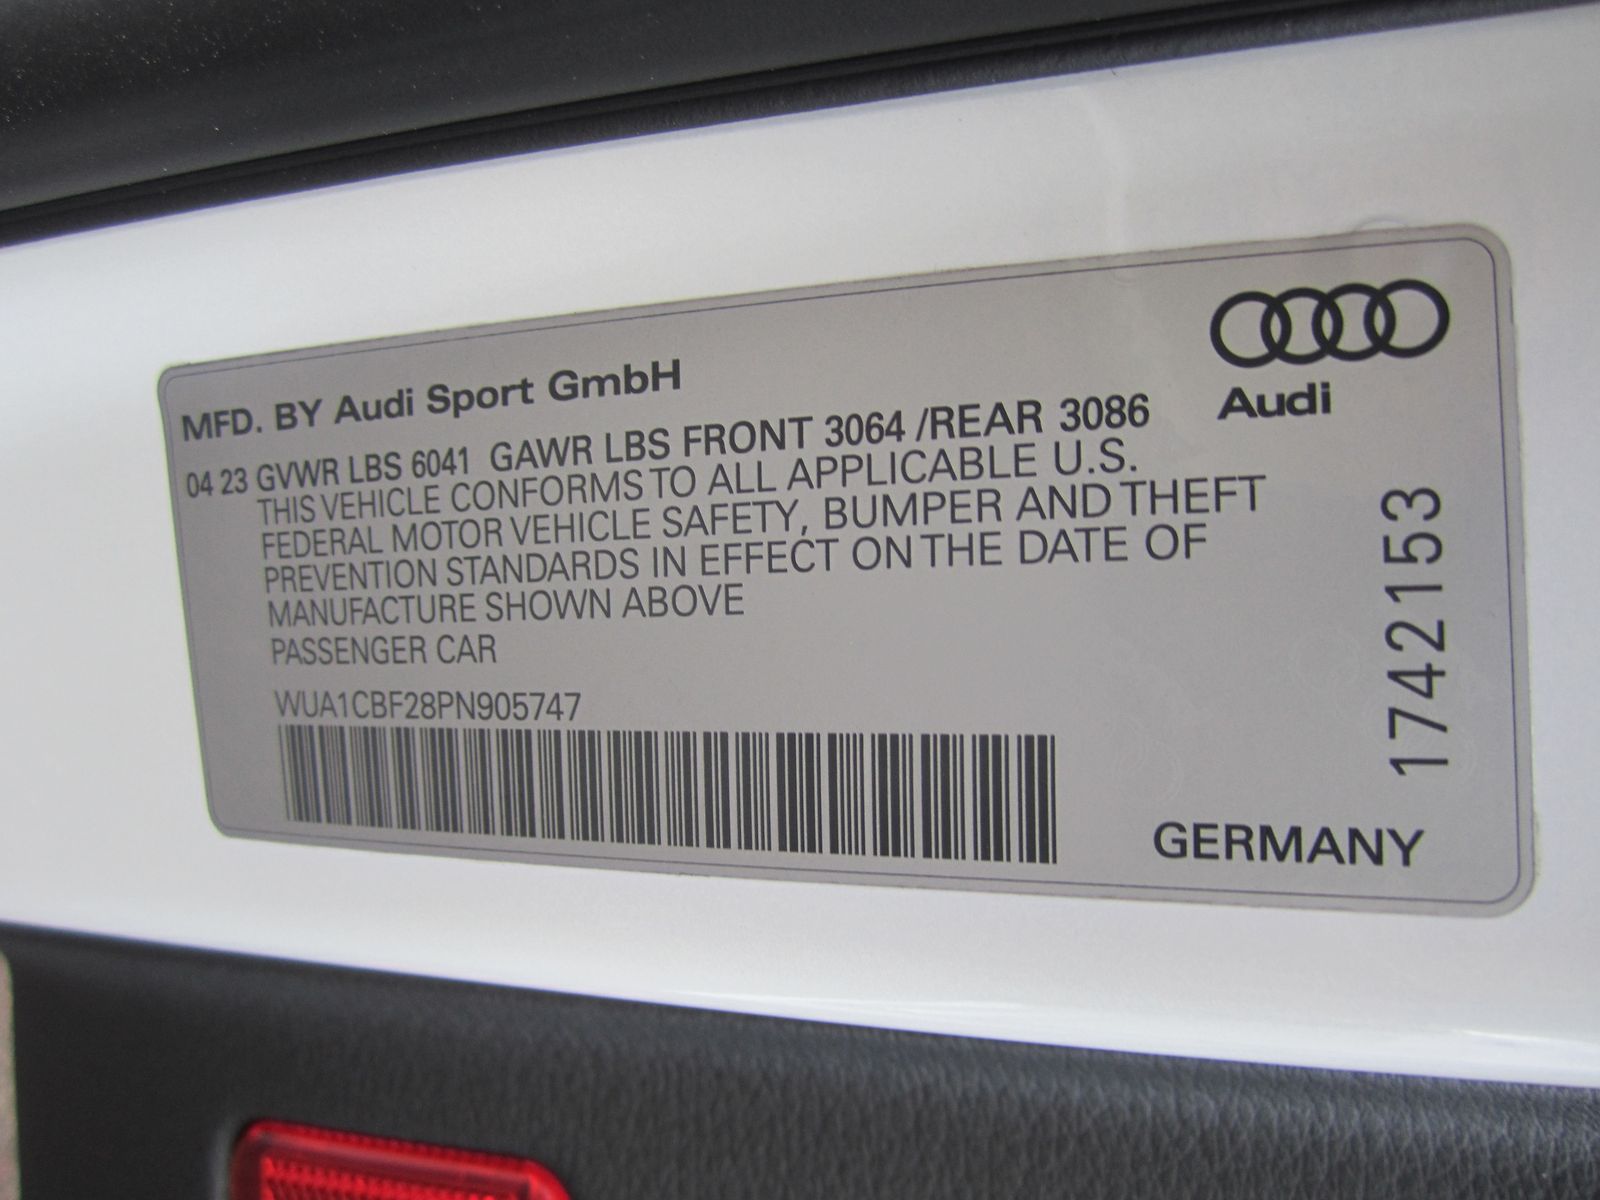 MFD. BY Audi Sport GmbH
04 23 GVWR LBS 6041 GAWR LBS FRONT 3064 /REAR 3086
THIS VEHICLE CONFORMS TO ALL APPLICABLE U.S.
FEDERAL MOTOR VEHICLE SAFETY, BUMPER AND THEFT
PREVENTION STANDARDS IN EFFECT ON THE DATE OF
MANUFACTURE SHOWN ABOVE
PASSENGER CAR
WUA1CBF28PN905747
Audi
1742153
GERMANY